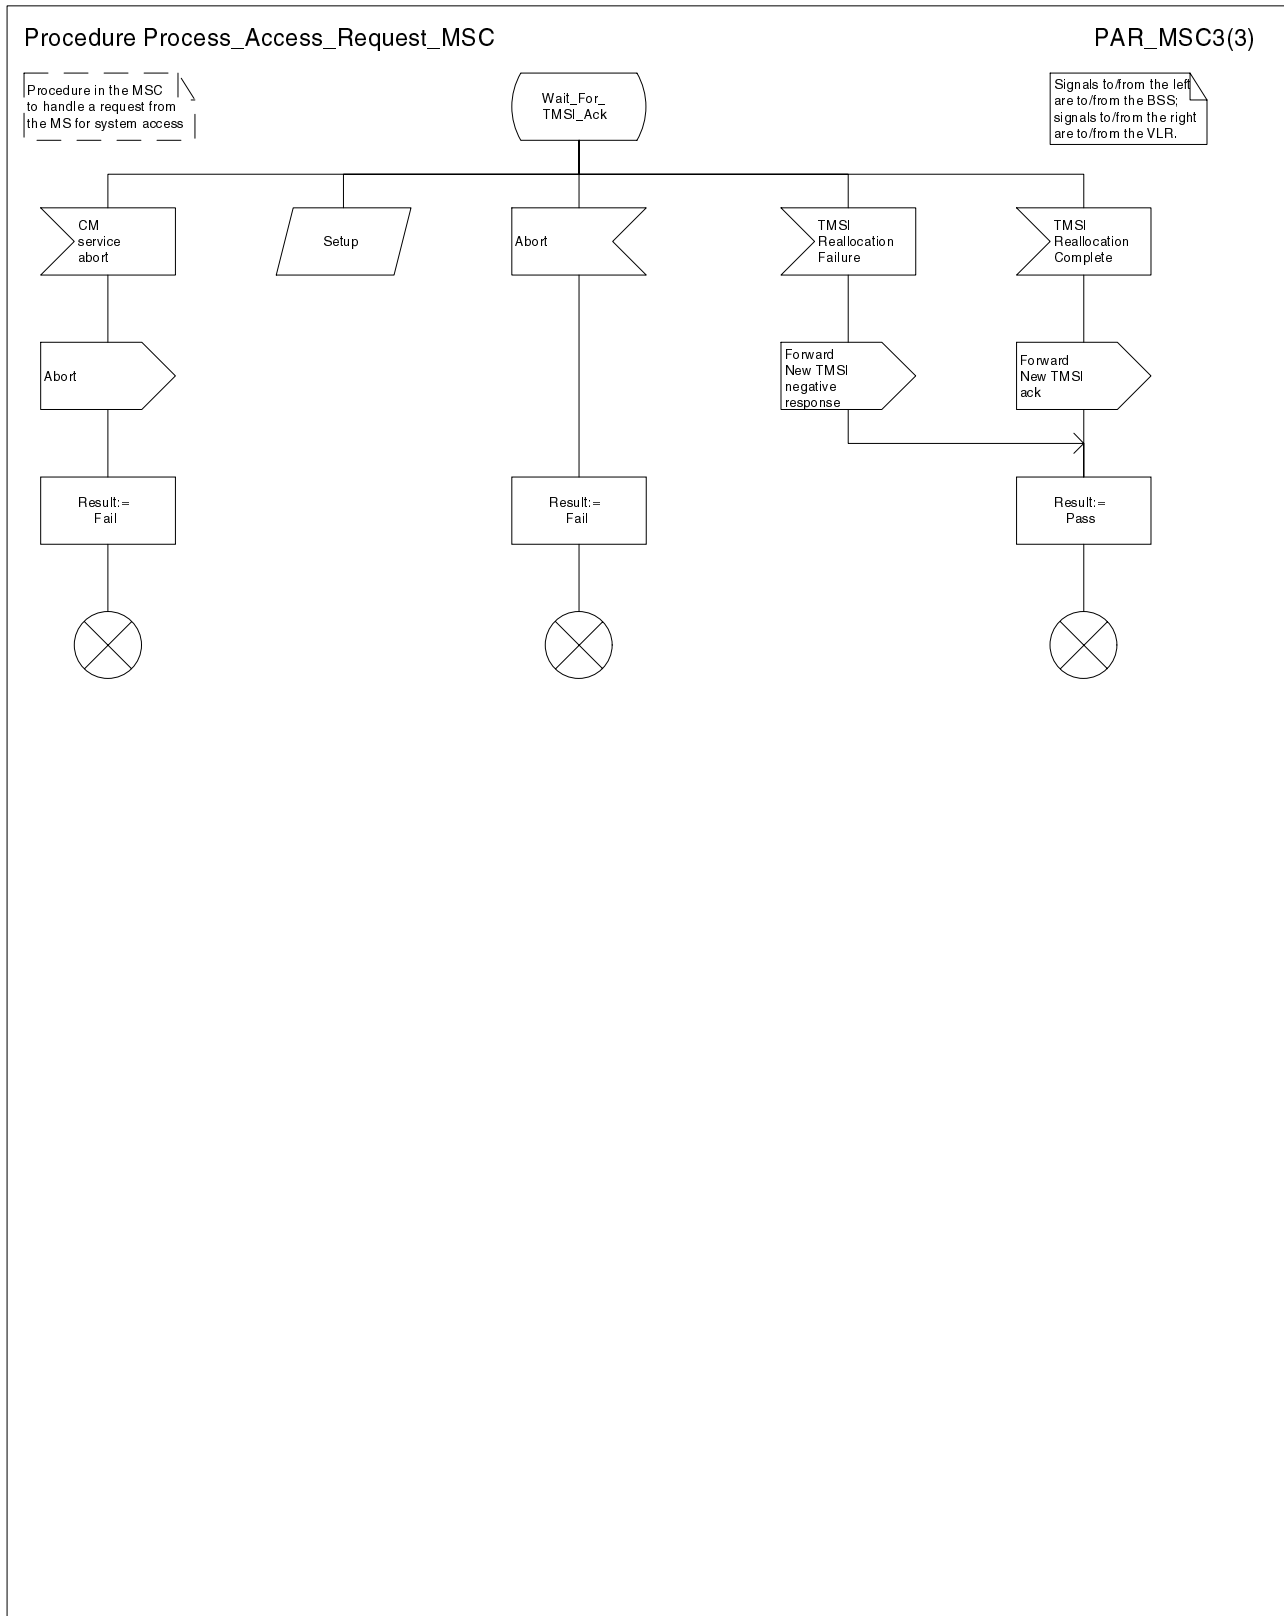 Procedure Process_Access_Request_MSC
PAR_MSC3(3)
Procedure in the MSC
to handle a request from
the MS for system access
Wait_For_
TMSI_Ack
Signals to/from the left
are to/from the BSS;
signals to/from the right
are to/from the VLR.
CM
service
abort
Setup
Abort
TMSI
Reallocation
Failure
TMSI
Reallocation
Complete
Abort
Forward
New TMSI
negative
response
Forward
New TMSI
ack
Result:=
Fail
Result:=
Fail
Result:=
Pass